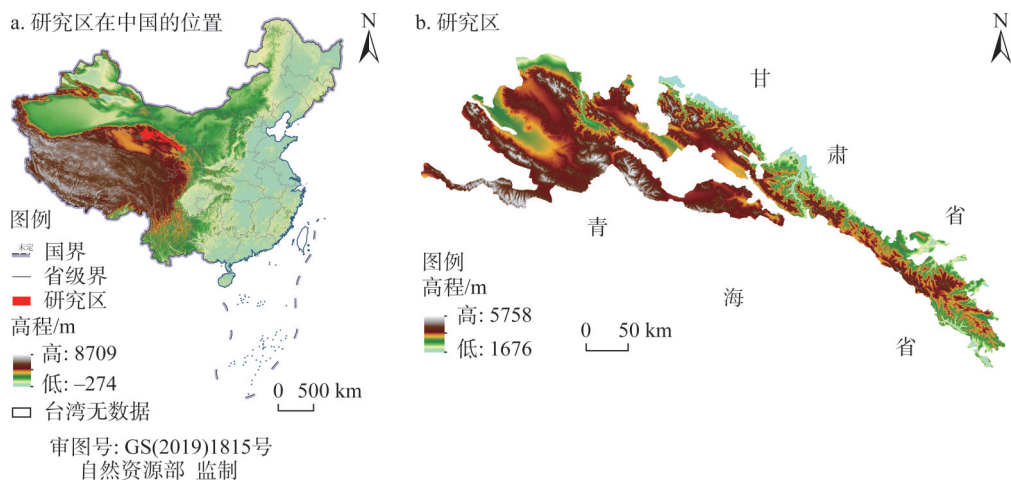 a. 研究区在中国的位置
N
图例
未定
国界
省级界
研究区
高程/m
高: 8709
低: –274
台湾无数据
0 500 km
审图号: GS(2019)1815号
自然资源部 监制
b. 研究区
N
甘
肃
省
青
海
省
图例
高程/m
高: 5758
低: 1676
0 50 km